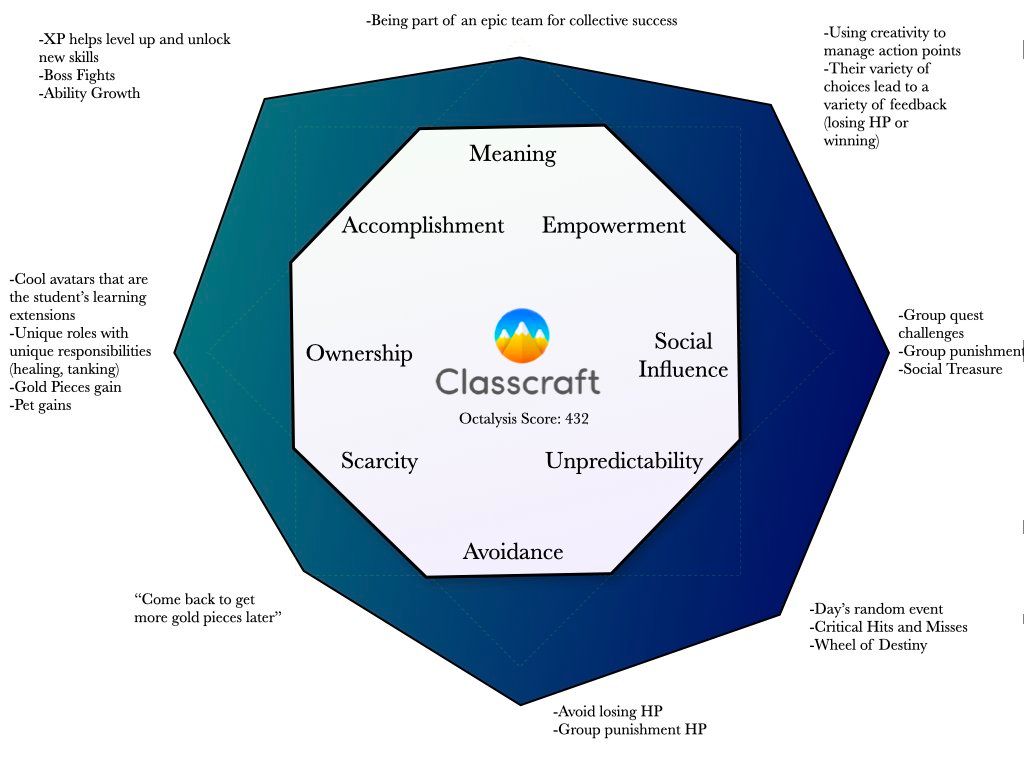 -Being part of an epic team for collective success
-XP helps level up and unlock
new skills
-Boss Fights
-Ability Growth
-Using creativity to
manage action points
-Their variety of
choices lead to a
variety of feedback
(losing HP or
winning)
Meaning
Accomplishment
Empowerment
-Cool avatars that are
the student’s learning
extensions
-Unique roles with
unique responsibilities
(healing, tanking)
-Gold Pieces gain
-Pet gains
Ownership
Classcraft
Octalysis Score: 432
Social
Influence
-Group quest
challenges
-Group punishment
-Social Treasure
Scarcity
Unpredictability
Avoidance
“Come back to get
more gold pieces later”
-Day’s random event
-Critical Hits and Misses
-Wheel of Destiny
-Avoid losing HP
-Group punishment HP